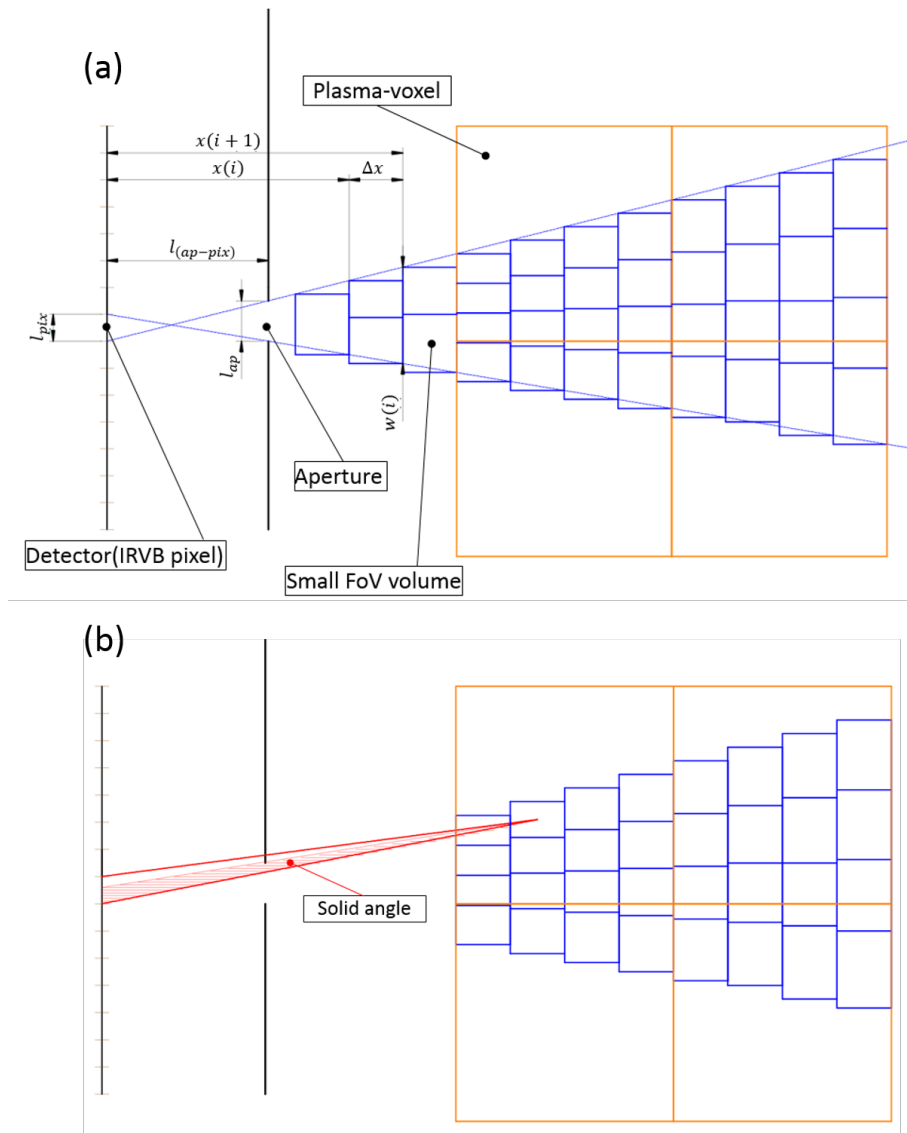 (a)
Plasma-voxel
x(i + 1)
x(i)
Δx
l(ap−pix)
lpix
lap
w(i)
Aperture
Detector(IRVB pixel)
Small FoV volume
(b)
Solid angle